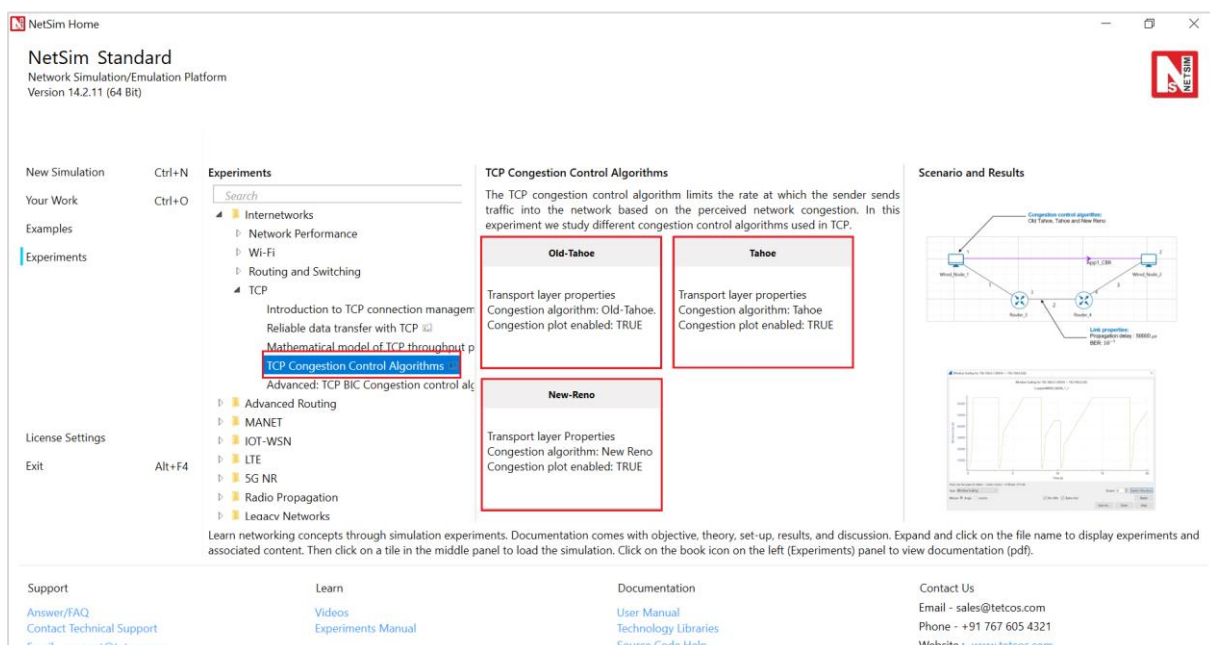 NetSim Home
NetSim Standard
Network Simulation/Emulation Platform
Version 14.2.11 (64 Bit)
NETSIM
New Simulation Ctrl+N
Your Work Ctrl+O
Examples
Experiments
License Settings
Exit Alt+F4
Experiments
Search
Internetworks
Network Performance
Wi-Fi
Routing and Switching
TCP
Introduction to TCP connection managem
Reliable data transfer with TCP
Mathematical model of TCP throughput p
TCP Congestion Control Algorithms
Advanced: TCP BIC Congestion control alg
Advanced Routing
MANET
IOT-WSN
LTE
5G NR
Radio Propagation
Legacy Networks
TCP Congestion Control Algorithms
The TCP congestion control algorithm limits the rate at which the sender sends
traffic into the network based on the perceived network congestion. In this
experiment we study different congestion control algorithms used in TCP.
Old-Tahoe
Transport layer properties
Congestion algorithm: Old-Tahoe.
Congestion plot enabled: TRUE
Tahoe
Transport layer properties
Congestion algorithm: Tahoe
Congestion plot enabled: TRUE
New-Reno
Transport layer Properties
Congestion algorithm: New Reno
Congestion plot enabled: TRUE
Scenario and Results
Congestion control algorithm:
Old Tahoe, Tahoe and New Reno
App1_CBR
Wired_Node_1
Wired_Node_2
Router_3
Router_4
Link properties:
Learn networking concepts through simulation experiments. Documentation comes with objective, theory, set-up, results, and discussion. Expand and click on the file name to display experiments and
associated content. Then click on a tile in the middle panel to load the simulation. Click on the book icon on the left (Experiments) panel to view documentation (pdf).
Support
Answer/FAQ
Contact Technical Support
Learn
Videos
Experiments Manual
Documentation
User Manual
Technology Libraries
Source Code Help
Contact Us
Email - sales@tetcos.com
Phone - +91 767 605 4321
Website : www.tetcos.com